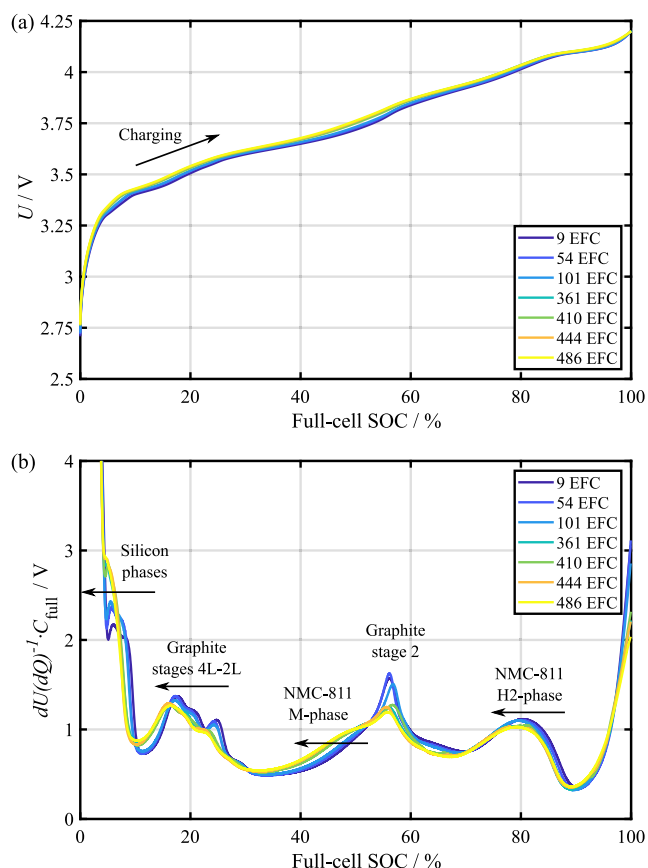 (a)
4.25
4
3.75
3.5
3.25
3
2.75
2.5
U / V
Charging
9 EFC
54 EFC
101 EFC
361 EFC
410 EFC
444 EFC
486 EFC
0 20 40 60 80 100
Full-cell SOC / %
(b)
4
3
2
1
0
dU(dQ)⁻¹·C_full / V
Silicon
phases
Graphite
stages 4L-2L
NMC-811
M-phase
Graphite
stage 2
NMC-811
H2-phase
9 EFC
54 EFC
101 EFC
361 EFC
410 EFC
444 EFC
486 EFC
0 20 40 60 80 100
Full-cell SOC / %